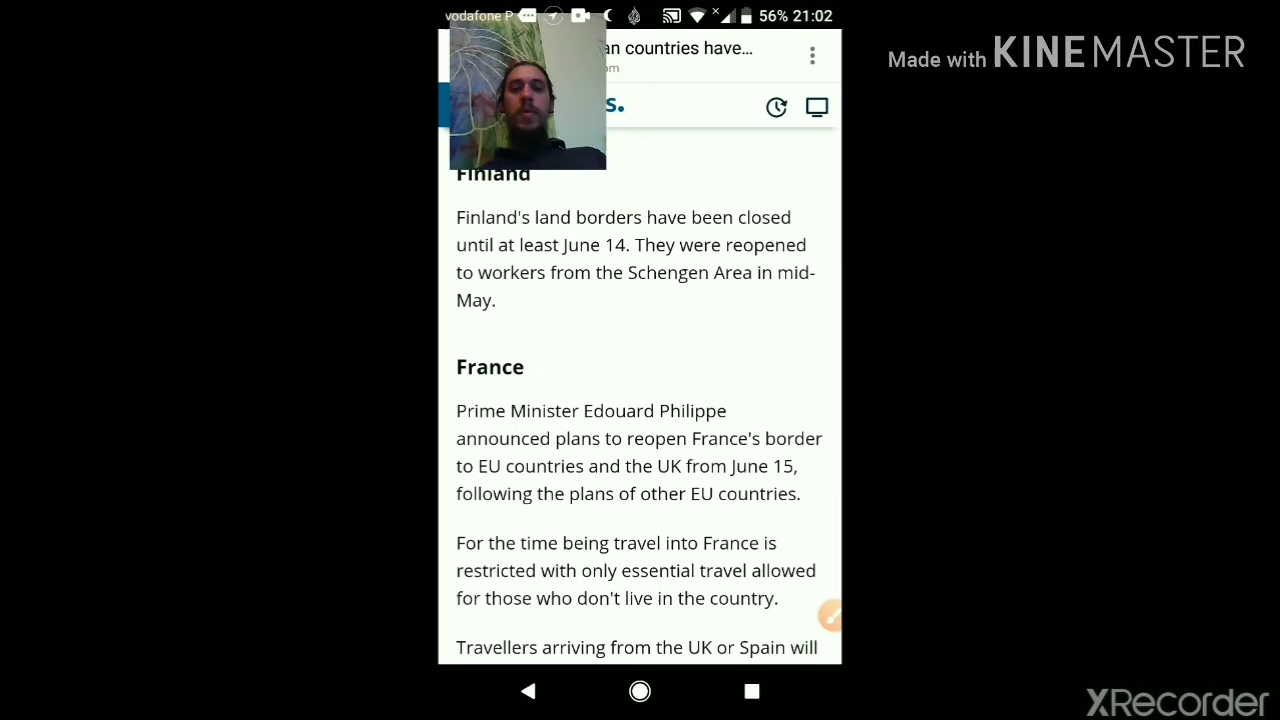 vodafone P
56% 21:02
Made with KINEMASTER
an countries have...
om
s.
Finland
Finland's land borders have been closed
until at least June 14. They were reopened
to workers from the Schengen Area in mid-
May.
France
Prime Minister Edouard Philippe
announced plans to reopen France's border
to EU countries and the UK from June 15,
following the plans of other EU countries.
For the time being travel into France is
restricted with only essential travel allowed
for those who don't live in the country.
Travellers arriving from the UK or Spain will
XRecorder